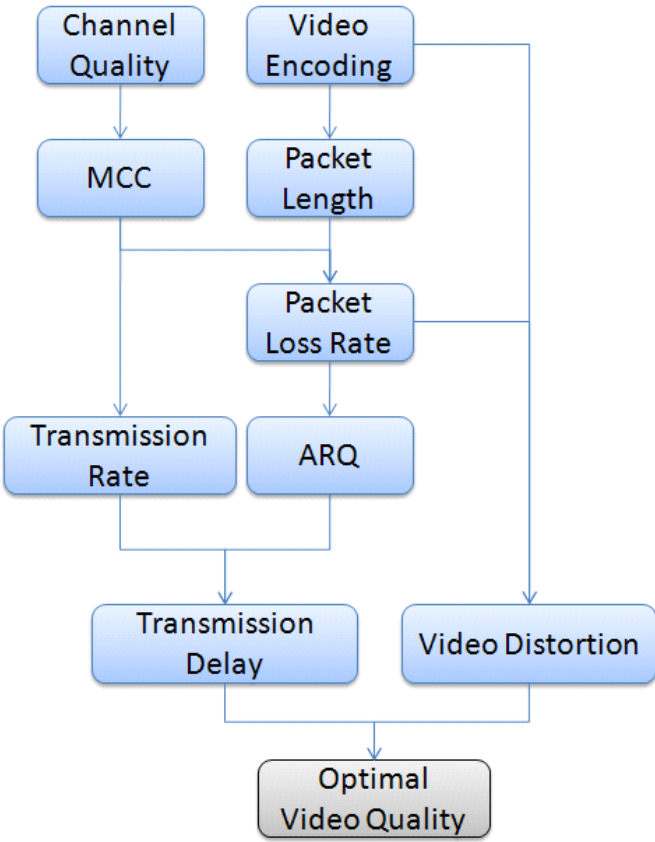 Channel
Quality
Video
Encoding
MCC
Packet
Length
Packet
Loss Rate
Transmission
Rate
ARQ
Transmission
Delay
Video Distortion
Optimal
Video Quality